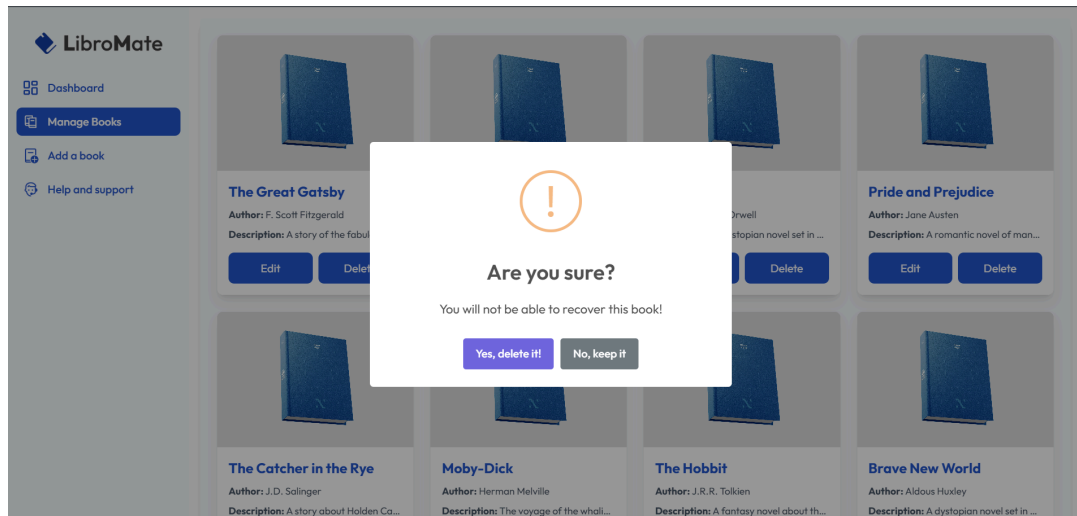 LibroMate
Dashboard
Manage Books
Add a book
Help and support
The Great Gatsby
Author: F. Scott Fitzgerald
Description: A story of the fabul
Edit
Delet
Orwell
stopian novel set in ...
Delete
Pride and Prejudice
Author: Jane Austen
Description: A romantic novel of man...
Edit
Delete
!
Are you sure?
You will not be able to recover this book!
Yes, delete it!
No, keep it
The Catcher in the Rye
Author: J.D. Salinger
Description: A story about Holden Ca...
Moby-Dick
Author: Herman Melville
Description: The voyage of the whali...
The Hobbit
Author: J.R.R. Tolkien
Description: A fantasy novel about th...
Brave New World
Author: Aldous Huxley
Description: A dystopian novel set in ...